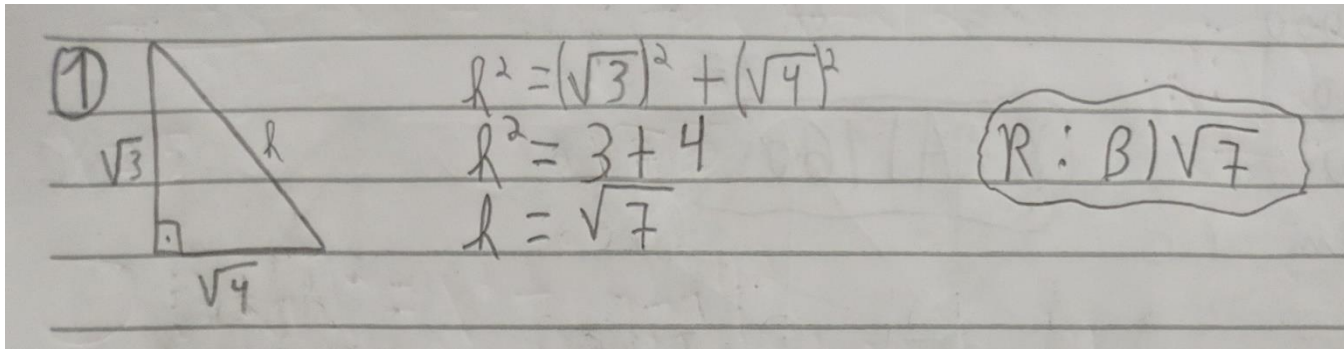 1
√3
h
√4
h² = (√3)² + (√4)²
h² = 3 + 4
h = √7
R: B) √7